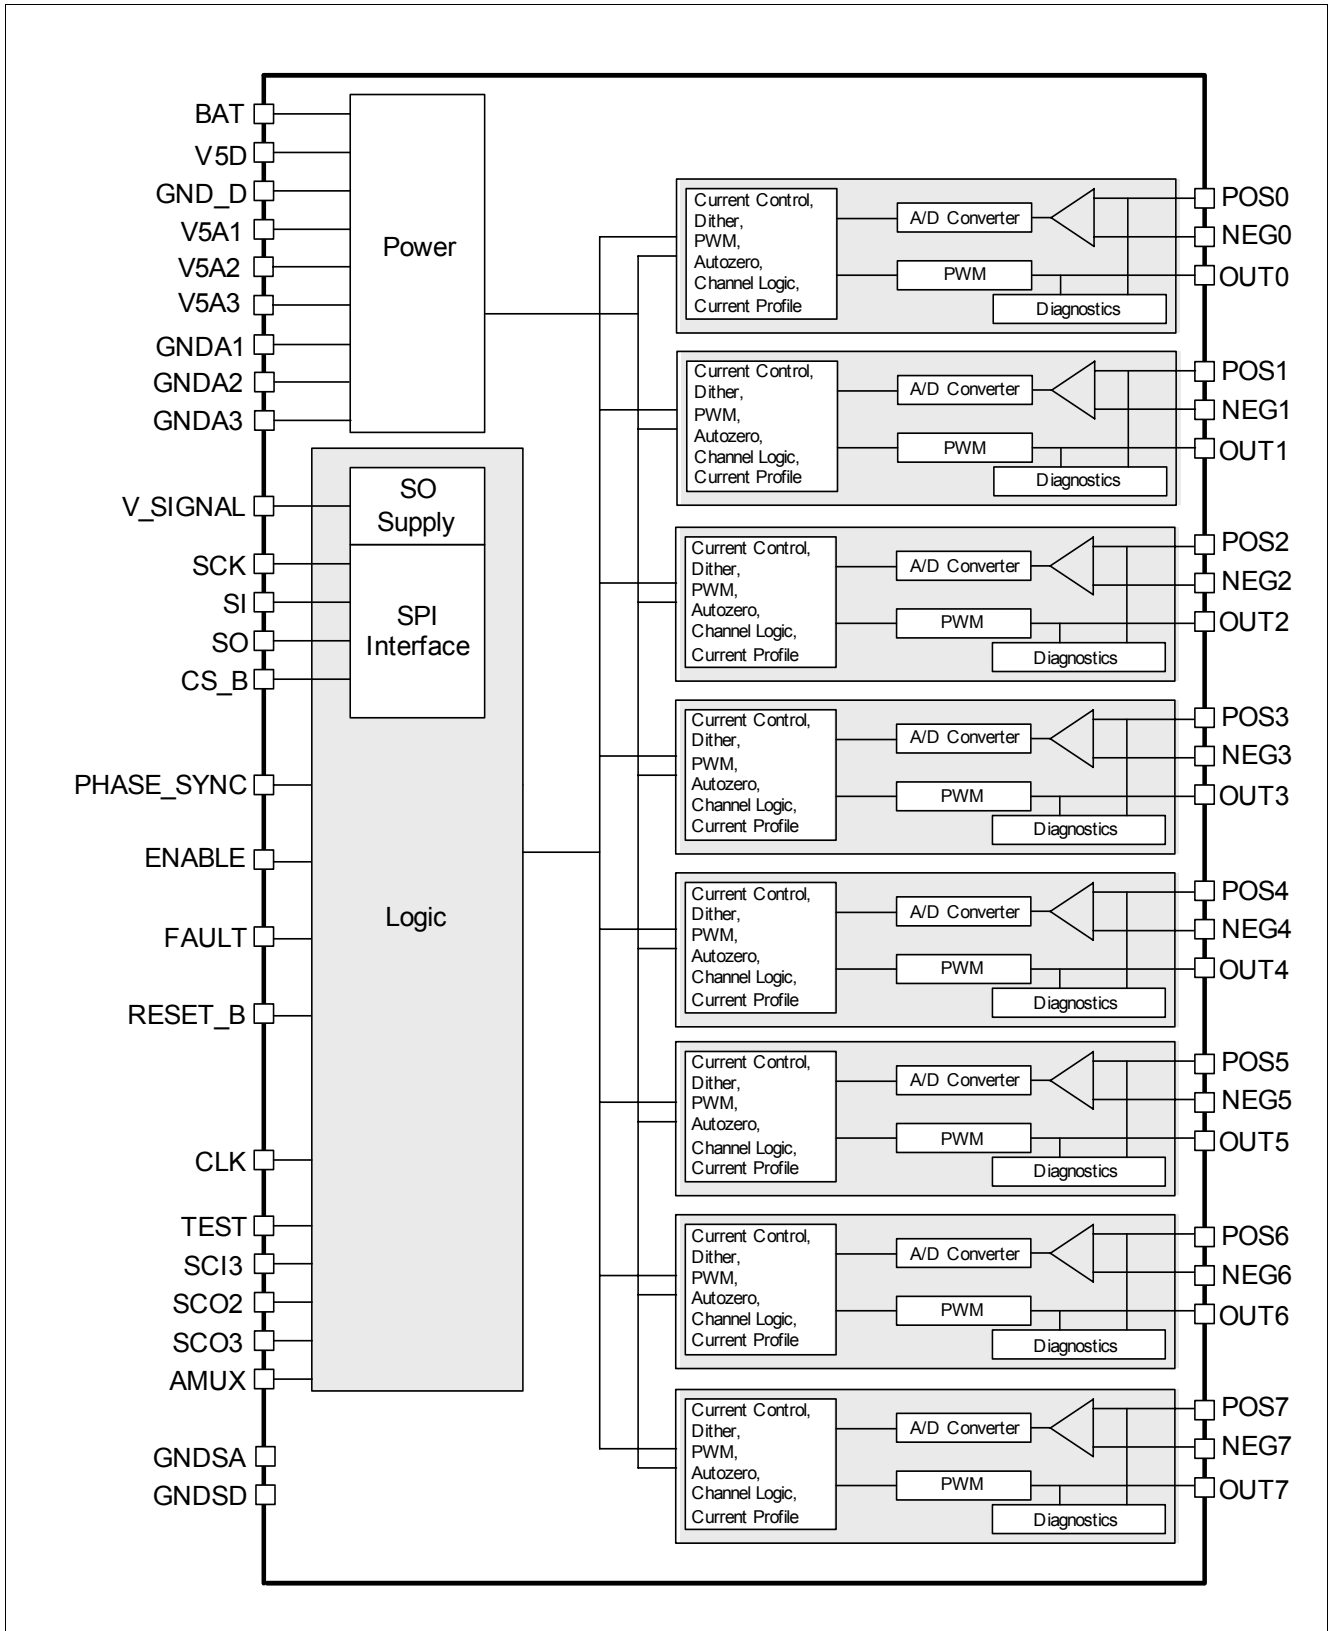 BAT
V5D
GND_D
V5A1
V5A2
V5A3
GNDA1
GNDA2
GNDA3
Power
V_SIGNAL
SCK
SI
SO
CS_B
SO
Supply
SPI
Interface
PHASE_SYNC
ENABLE
FAULT
RESET_B
CLK
TEST
SCI3
SCO2
SCO3
AMUX
Logic
GNDSA
GNDSD
Current Control,
Dither,
PWM,
Autozero,
Channel Logic,
Current Profile
A/D Converter
PWM
Diagnostics
POS0
NEG0
OUT0
Current Control,
Dither,
PWM,
Autozero,
Channel Logic,
Current Profile
A/D Converter
PWM
Diagnostics
POS1
NEG1
OUT1
Current Control,
Dither,
PWM,
Autozero,
Channel Logic,
Current Profile
A/D Converter
PWM
Diagnostics
POS2
NEG2
OUT2
Current Control,
Dither,
PWM,
Autozero,
Channel Logic,
Current Profile
A/D Converter
PWM
Diagnostics
POS3
NEG3
OUT3
Current Control,
Dither,
PWM,
Autozero,
Channel Logic,
Current Profile
A/D Converter
PWM
Diagnostics
POS4
NEG4
OUT4
Current Control,
Dither,
PWM,
Autozero,
Channel Logic,
Current Profile
A/D Converter
PWM
Diagnostics
POS5
NEG5
OUT5
Current Control,
Dither,
PWM,
Autozero,
Channel Logic,
Current Profile
A/D Converter
PWM
Diagnostics
POS6
NEG6
OUT6
Current Control,
Dither,
PWM,
Autozero,
Channel Logic,
Current Profile
A/D Converter
PWM
Diagnostics
POS7
NEG7
OUT7